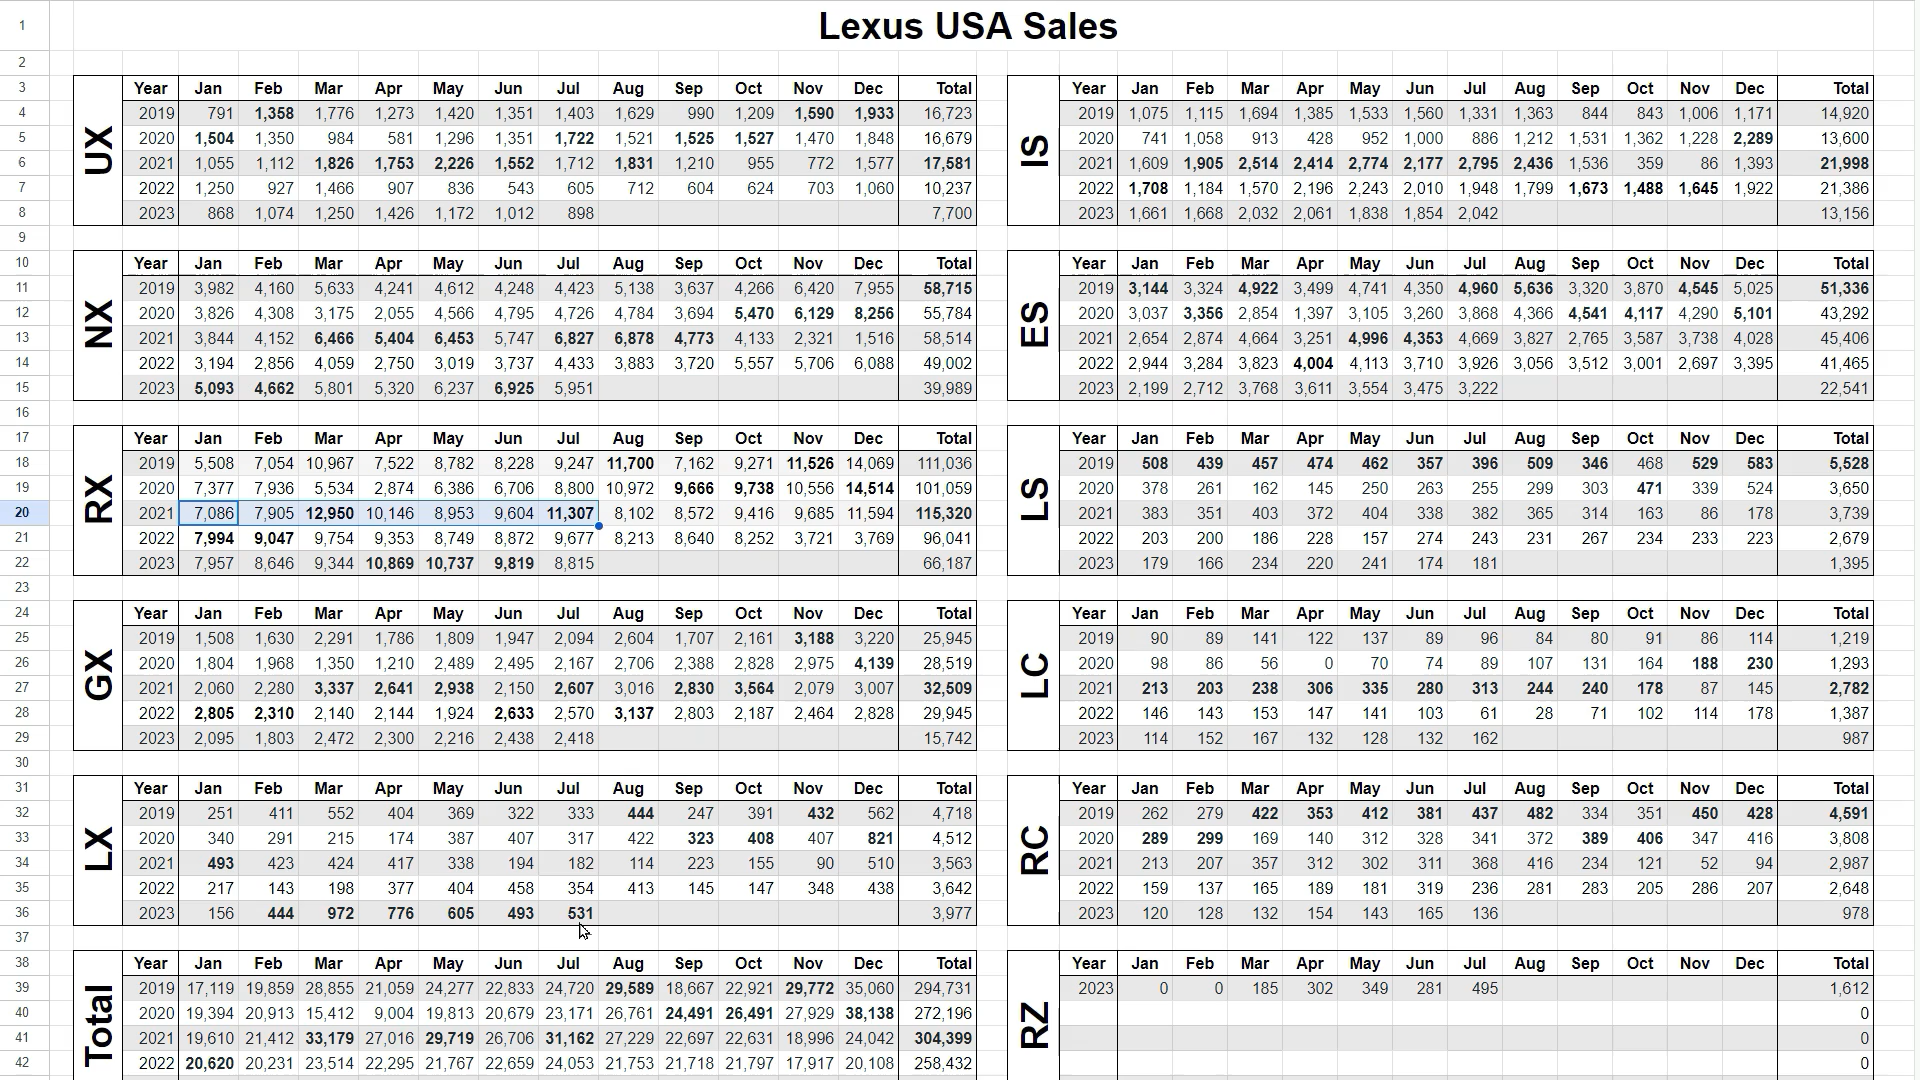 1 Lexus USA Sales
2
3 Year Jan Feb Mar Apr May Jun Jul Aug Sep Oct Nov Dec Total Year Jan Feb Mar Apr May Jun Jul Aug Sep Oct Nov Dec Total
4 2019 791 1,358 1,776 1,273 1,420 1,351 1,403 1,629 990 1,209 1,590 1,933 16,723 2019 1,075 1,115 1,694 1,385 1,533 1,560 1,331 1,363 844 843 1,006 1,171 14,920
5 UX 2020 1,504 1,350 984 581 1,296 1,351 1,722 1,521 1,525 1,527 1,470 1,848 16,679 IS 2020 741 1,058 913 428 952 1,000 886 1,212 1,531 1,362 1,228 2,289 13,600
6 2021 1,055 1,112 1,826 1,753 2,226 1,552 1,712 1,831 1,210 955 772 1,577 17,581 2021 1,609 1,905 2,514 2,414 2,774 2,177 2,795 2,436 1,536 359 86 1,393 21,998
7 2022 1,250 927 1,466 907 836 543 605 712 604 624 703 1,060 10,237 2022 1,708 1,184 1,570 2,196 2,243 2,010 1,948 1,799 1,673 1,488 1,645 1,922 21,386
8 2023 868 1,074 1,250 1,426 1,172 1,012 898 7,700 2023 1,661 1,668 2,032 2,061 1,838 1,854 2,042 13,156
9
10 Year Jan Feb Mar Apr May Jun Jul Aug Sep Oct Nov Dec Total Year Jan Feb Mar Apr May Jun Jul Aug Sep Oct Nov Dec Total
11 2019 3,982 4,160 5,633 4,241 4,612 4,248 4,423 5,138 3,637 4,266 6,420 7,955 58,715 2019 3,144 3,324 4,922 3,499 4,741 4,350 4,960 5,636 3,320 3,870 4,545 5,025 51,336
12 NX 2020 3,826 4,308 3,175 2,055 4,566 4,795 4,726 4,784 3,694 5,470 6,129 8,256 55,784 ES 2020 3,037 3,356 2,854 1,397 3,105 3,260 3,868 4,366 4,541 4,117 4,290 5,101 43,292
13 2021 3,844 4,152 6,466 5,404 6,453 5,747 6,827 6,878 4,773 4,133 2,321 1,516 58,514 2021 2,654 2,874 4,664 3,251 4,996 4,353 4,669 3,827 2,765 3,587 3,738 4,028 45,406
14 2022 3,194 2,856 4,059 2,750 3,019 3,737 4,433 3,883 3,720 5,557 5,706 6,088 49,002 2022 2,944 3,284 3,823 4,004 4,113 3,710 3,926 3,056 3,512 3,001 2,697 3,395 41,465
15 2023 5,093 4,662 5,801 5,320 6,237 6,925 5,951 39,989 2023 2,199 2,712 3,768 3,611 3,554 3,475 3,222 22,541
16
17 Year Jan Feb Mar Apr May Jun Jul Aug Sep Oct Nov Dec Total Year Jan Feb Mar Apr May Jun Jul Aug Sep Oct Nov Dec Total
18 2019 5,508 7,054 10,967 7,522 8,782 8,228 9,247 11,700 7,162 9,271 11,526 14,069 111,036 2019 508 439 457 474 462 357 396 509 346 468 529 583 5,528
19 RX 2020 7,377 7,936 5,534 2,874 6,386 6,706 8,800 10,972 9,666 9,738 10,556 14,514 101,059 LS 2020 378 261 162 145 250 263 255 299 303 471 339 524 3,650
20 2021 7,086 7,905 12,950 10,146 8,953 9,604 11,307 8,102 8,572 9,416 9,685 11,594 115,320 2021 383 351 403 372 404 338 382 365 314 163 86 178 3,739
21 2022 7,994 9,047 9,754 9,353 8,749 8,872 9,677 8,213 8,640 8,252 3,721 3,769 96,041 2022 203 200 186 228 157 274 243 231 267 234 233 223 2,679
22 2023 7,957 8,646 9,344 10,869 10,737 9,819 8,815 66,187 2023 179 166 234 220 241 174 181 1,395
23
24 Year Jan Feb Mar Apr May Jun Jul Aug Sep Oct Nov Dec Total Year Jan Feb Mar Apr May Jun Jul Aug Sep Oct Nov Dec Total
25 2019 1,508 1,630 2,291 1,786 1,809 1,947 2,094 2,604 1,707 2,161 3,188 3,220 25,945 2019 90 89 141 122 137 89 96 84 80 91 86 114 1,219
26 GX 2020 1,804 1,968 1,350 1,210 2,489 2,495 2,167 2,706 2,388 2,828 2,975 4,139 28,519 LC 2020 98 86 56 0 70 74 89 107 131 164 188 230 1,293
27 2021 2,060 2,280 3,337 2,641 2,938 2,150 2,607 3,016 2,830 3,564 2,079 3,007 32,509 2021 213 203 238 306 335 280 313 244 240 178 87 145 2,782
28 2022 2,805 2,310 2,140 2,144 1,924 2,633 2,570 3,137 2,803 2,187 2,464 2,828 29,945 2022 146 143 153 147 141 103 61 28 71 102 114 178 1,387
29 2023 2,095 1,803 2,472 2,300 2,216 2,438 2,418 15,742 2023 114 152 167 132 128 132 162 987
30
31 Year Jan Feb Mar Apr May Jun Jul Aug Sep Oct Nov Dec Total Year Jan Feb Mar Apr May Jun Jul Aug Sep Oct Nov Dec Total
32 2019 251 411 552 404 369 322 333 444 247 391 432 562 4,718 2019 262 279 422 353 412 381 437 482 334 351 450 428 4,591
33 LX 2020 340 291 215 174 387 407 317 422 323 408 407 821 4,512 RC 2020 289 299 169 140 312 328 341 372 389 406 347 416 3,808
34 2021 493 423 424 417 338 194 182 114 223 155 90 510 3,563 2021 213 207 357 312 302 311 368 416 234 121 52 94 2,987
35 2022 217 143 198 377 404 458 354 413 145 147 348 438 3,642 2022 159 137 165 189 181 319 236 281 283 205 286 207 2,648
36 2023 156 444 972 776 605 493 531 3,977 2023 120 128 132 154 143 165 136 978
37
38 Year Jan Feb Mar Apr May Jun Jul Aug Sep Oct Nov Dec Total Year Jan Feb Mar Apr May Jun Jul Aug Sep Oct Nov Dec Total
39 2019 17,119 19,859 28,855 21,059 24,277 22,833 24,720 29,589 18,667 22,921 29,772 35,060 294,731 2023 0 0 185 302 349 281 495 1,612
40 Total 2020 19,394 20,913 15,412 9,004 19,813 20,679 23,171 26,761 24,491 26,491 27,929 38,138 272,196 RZ 0
41 2021 19,610 21,412 33,179 27,016 29,719 26,706 31,162 27,229 22,697 22,631 18,996 24,042 304,399 0
42 2022 20,620 20,231 23,514 22,295 21,767 22,659 24,053 21,753 21,718 21,797 17,917 20,108 258,432 0